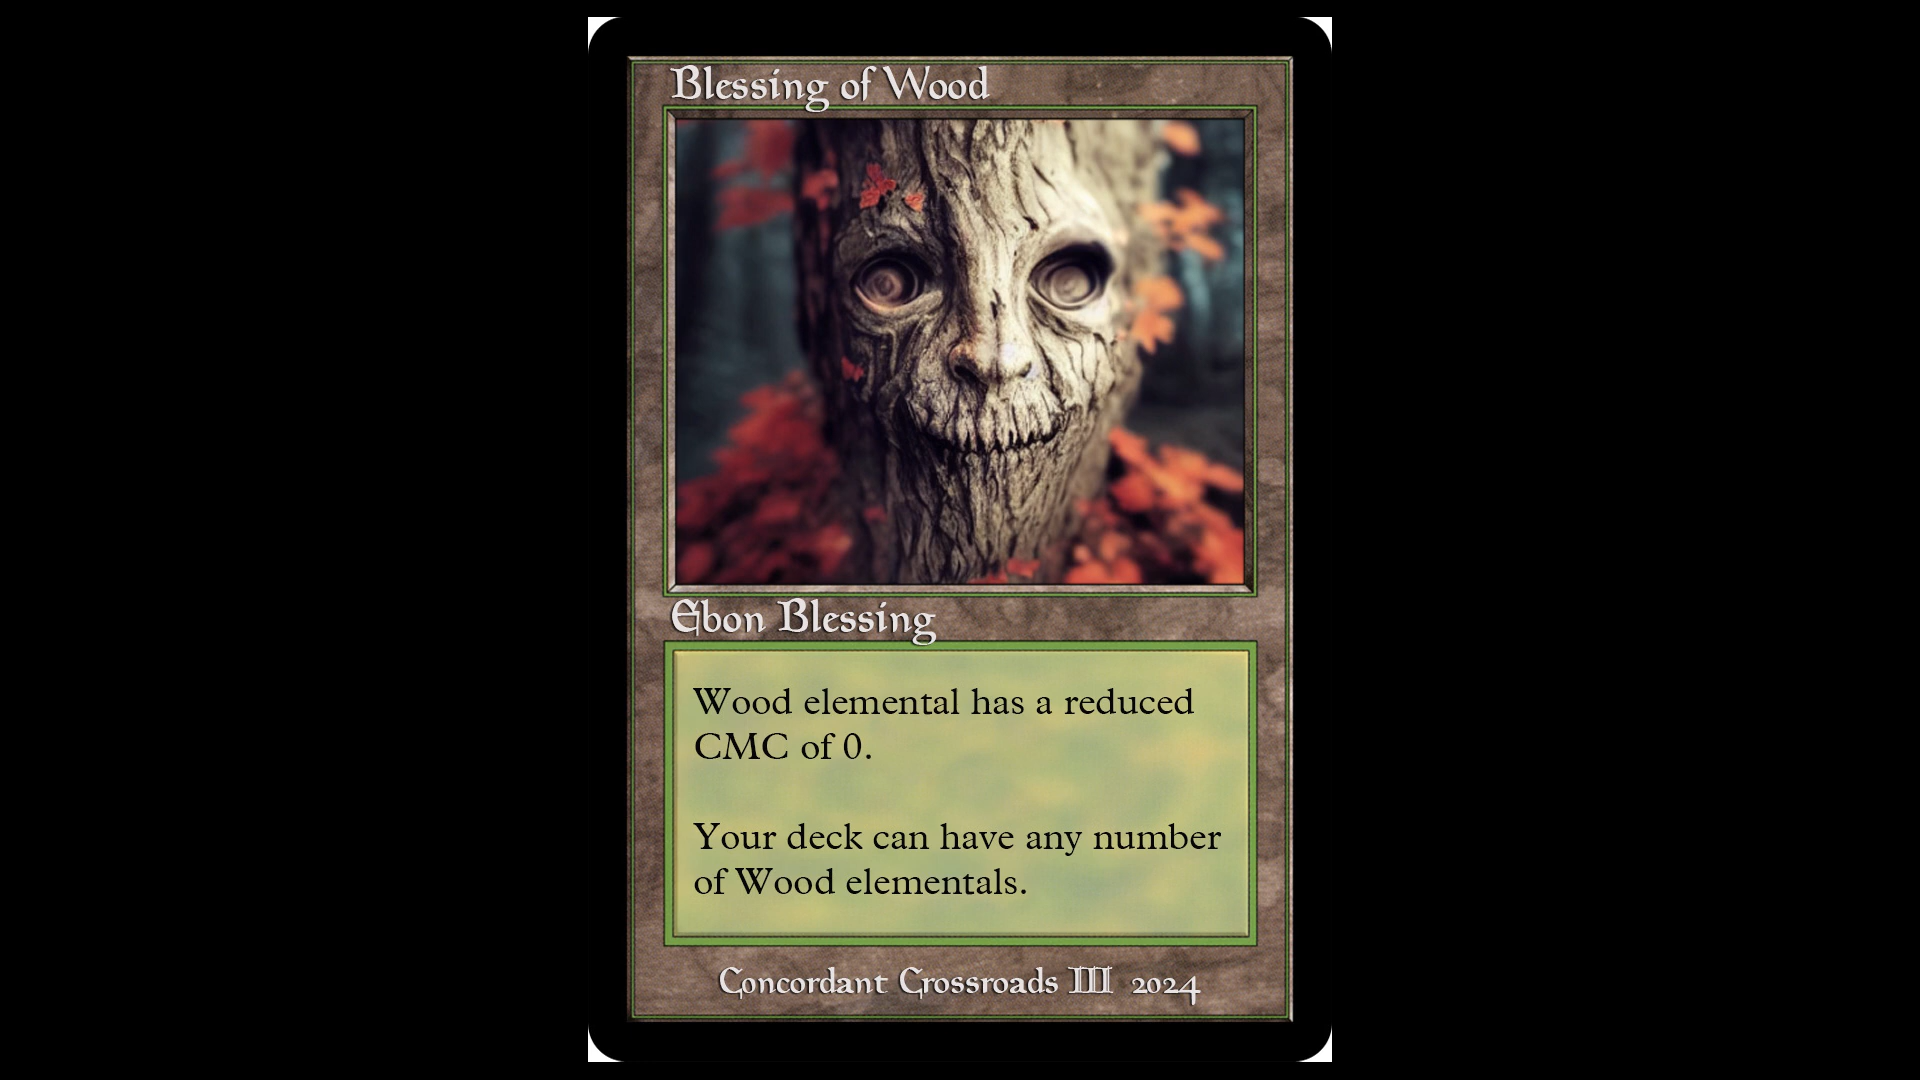 Blessing of Wood
Ebon Blessing
Wood elemental has a reduced
CMC of 0.
Your deck can have any number
of Wood elementals.
Concordant Crossroads III 2024